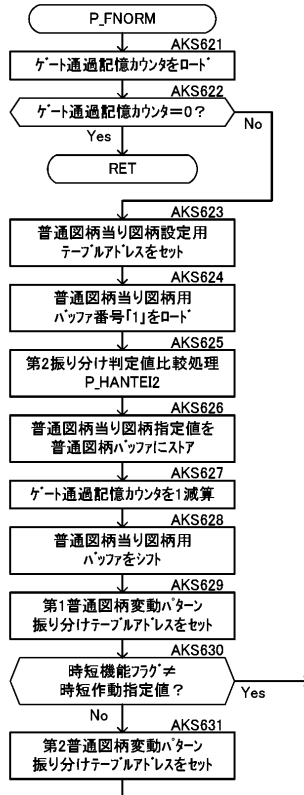 P_FNORM
AKS621
ゲート通過記憶カウンタをロード
AKS622
ゲート通過記憶カウンタ＝0？
No
Yes
RET
AKS623
普通図柄当り図柄設定用
テーブルアドレスをセット
AKS624
普通図柄当り図柄用
バッファ番号「1」をロード
AKS625
第2振り分け判定値比較処理
P_HANTEI2
AKS626
普通図柄当り図柄指定値を
普通図柄バッファにストア
AKS627
ゲート通過記憶カウンタを1減算
AKS628
普通図柄当り図柄用
バッファをシフト
AKS629
第1普通図柄変動パターン
振り分けテーブルアドレスをセット
AKS630
時短機能フラグ≠
時短作動指定値？
Yes
No
AKS631
第2普通図柄変動パターン
振り分けテーブルアドレスをセット